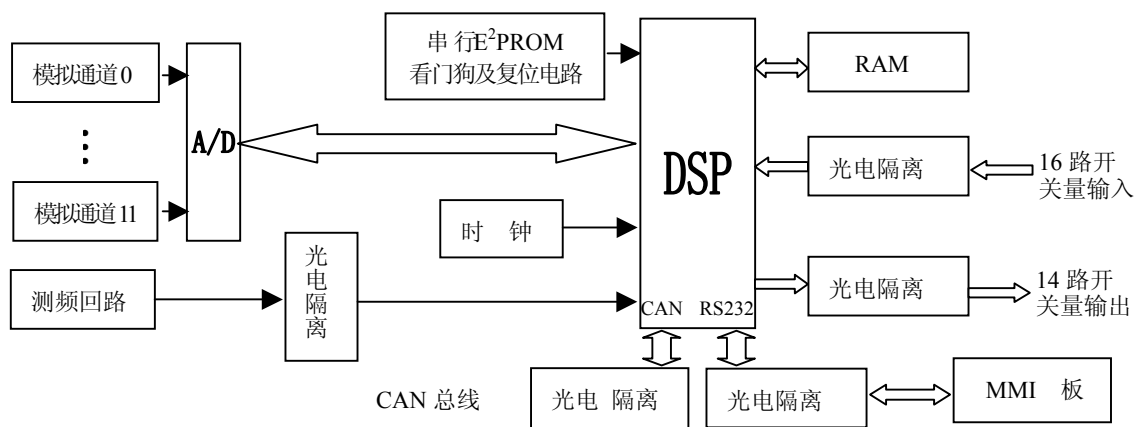 模拟通道0
模拟通道11
A/D
串行E²PROM
看门狗及复位电路
时 钟
测频回路
光电隔离
DSP
CAN RS232
RAM
光电隔离
16 路开
关量输入
光电隔离
14 路开
关量输出
CAN 总线
光电 隔离
光电隔离
MMI 板